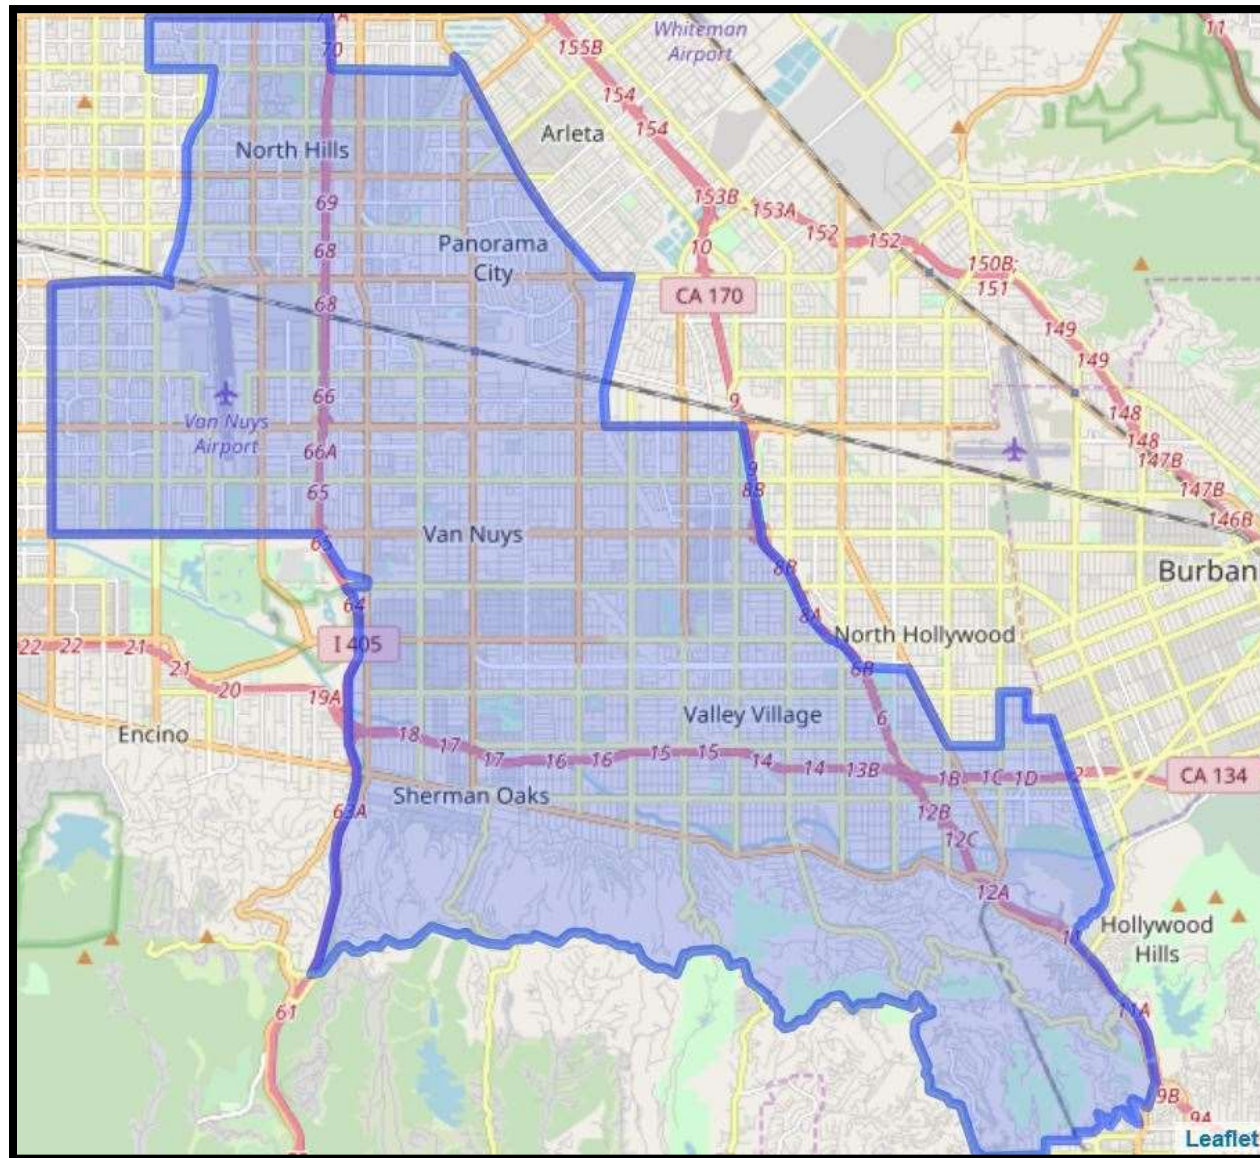 11
70
Whiteman
Airport
155B
154
154
Arleta
North Hills
153B
153A
69
152
152
Panorama
City
68
10
150B;
151
CA 170
68
149
149
66
9
148
Van Nuys
Airport
148
66A
147B
9
65
8B
147B
146B
Van Nuys
65
8B
Burban
64
8A
I 405
North Hollywood
22
22
21
21
20
19A
6B
Encino
Valley Village
6
18
17
17
16
16
15
15
14
14
13B
1B
1C
1D
2
CA 134
Sherman Oaks
63A
12B
12C
12A
Hollywood
Hills
61
11A
9B
9A
Leaflet